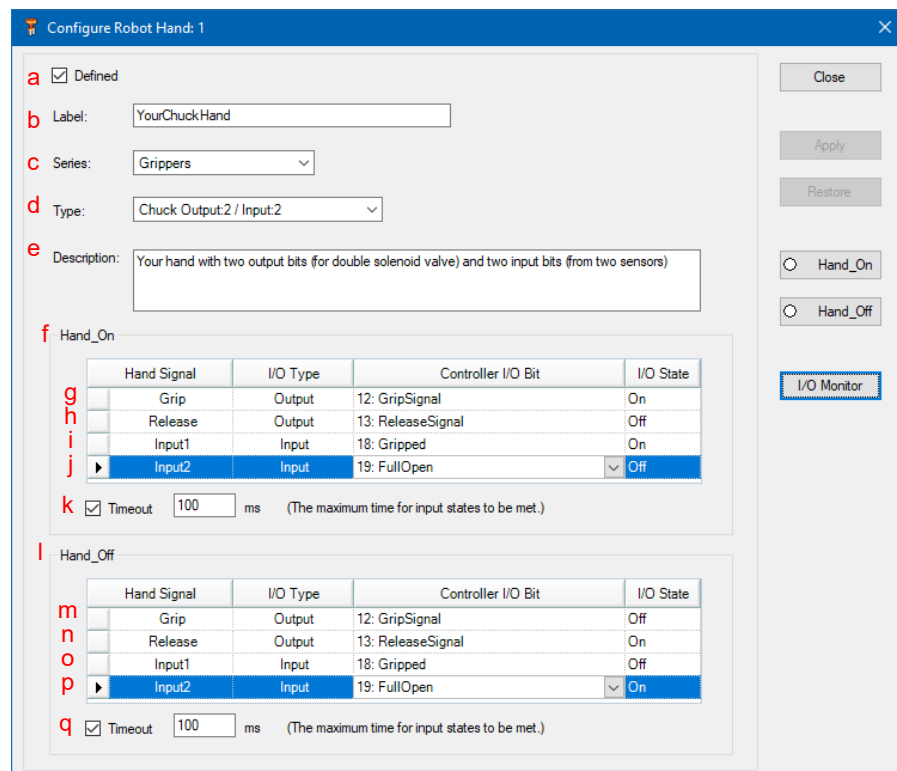 Configure Robot Hand: 1
a Defined Close
b Label: YourChuckHand
Apply
c Series: Grippers
Restore
d Type: Chuck Output:2 / Input:2
e Description: Your hand with two output bits (for double solenoid valve) and two input bits (from two sensors)
Hand_On
Hand_Off
f Hand_On
Hand Signal I/O Type Controller I/O Bit I/O State
I/O Monitor
g Grip Output 12: GripSignal On
h Release Output 13: ReleaseSignal Off
i Input1 Input 18: Gripped On
j Input2 Input 19: FullOpen Off
k Timeout 100 ms (The maximum time for input states to be met.)
l Hand_Off
Hand Signal I/O Type Controller I/O Bit I/O State
m Grip Output 12: GripSignal Off
n Release Output 13: ReleaseSignal On
o Input1 Input 18: Gripped Off
p Input2 Input 19: FullOpen On
q Timeout 100 ms (The maximum time for input states to be met.)